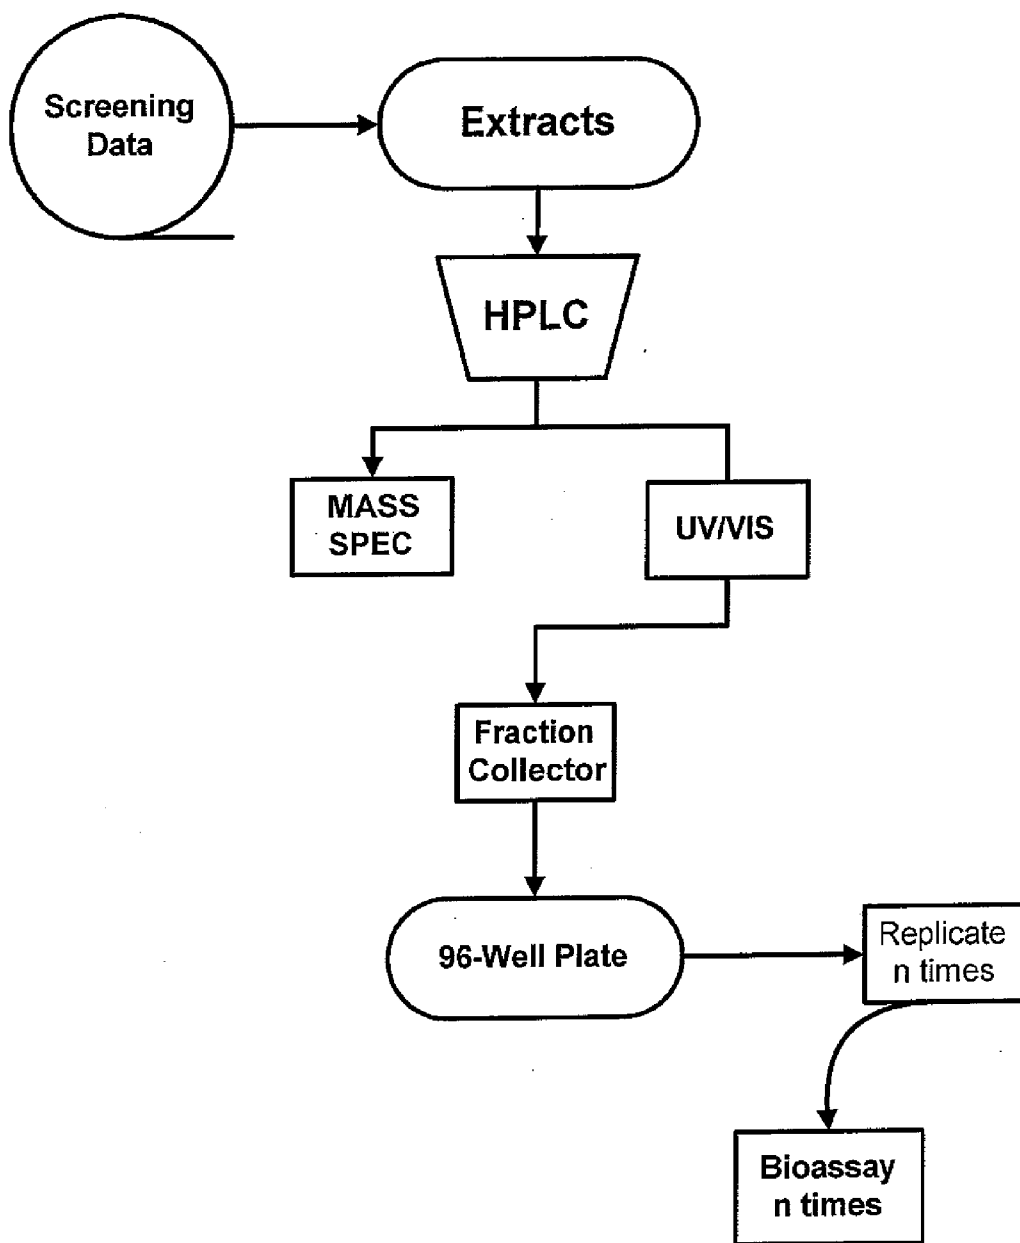 Screening
Data
Extracts
HPLC
MASS
SPEC
UV/VIS
Fraction
Collector
96-Well Plate
Replicate
n times
Bioassay
n times